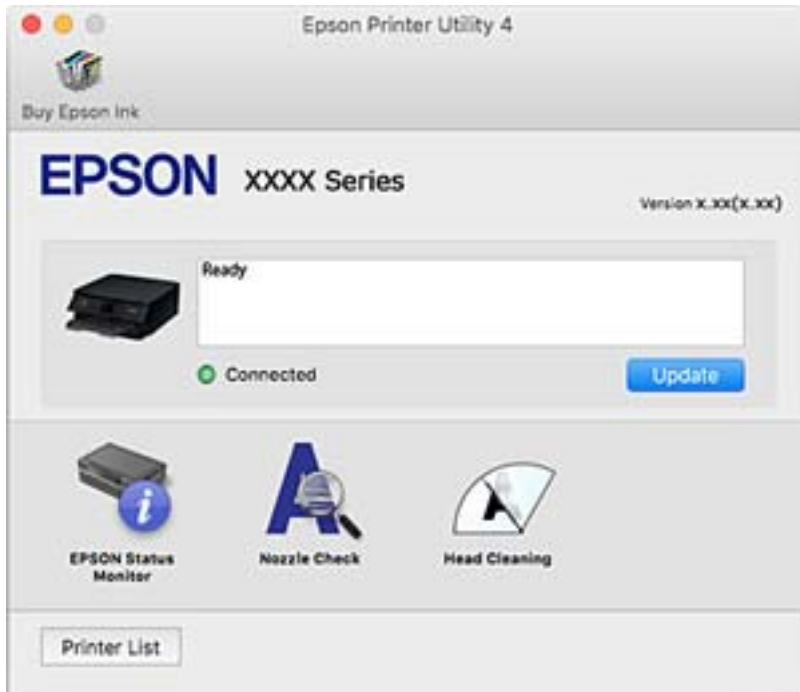 Epson Printer Utility 4
Buy Epson Ink
EPSON XXXX Series
Version X.XX(X.XX)
Ready
Connected
Update
EPSON Status
Monitor
Nozzle Check
Head Cleaning
Printer List